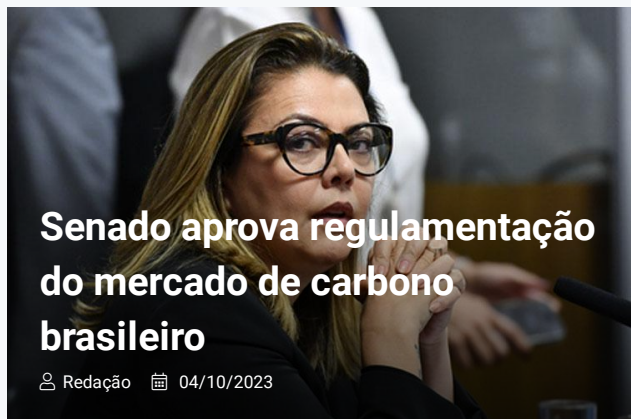 Senado aprova regulamentação
do mercado de carbono
brasileiro
Redação 04/10/2023